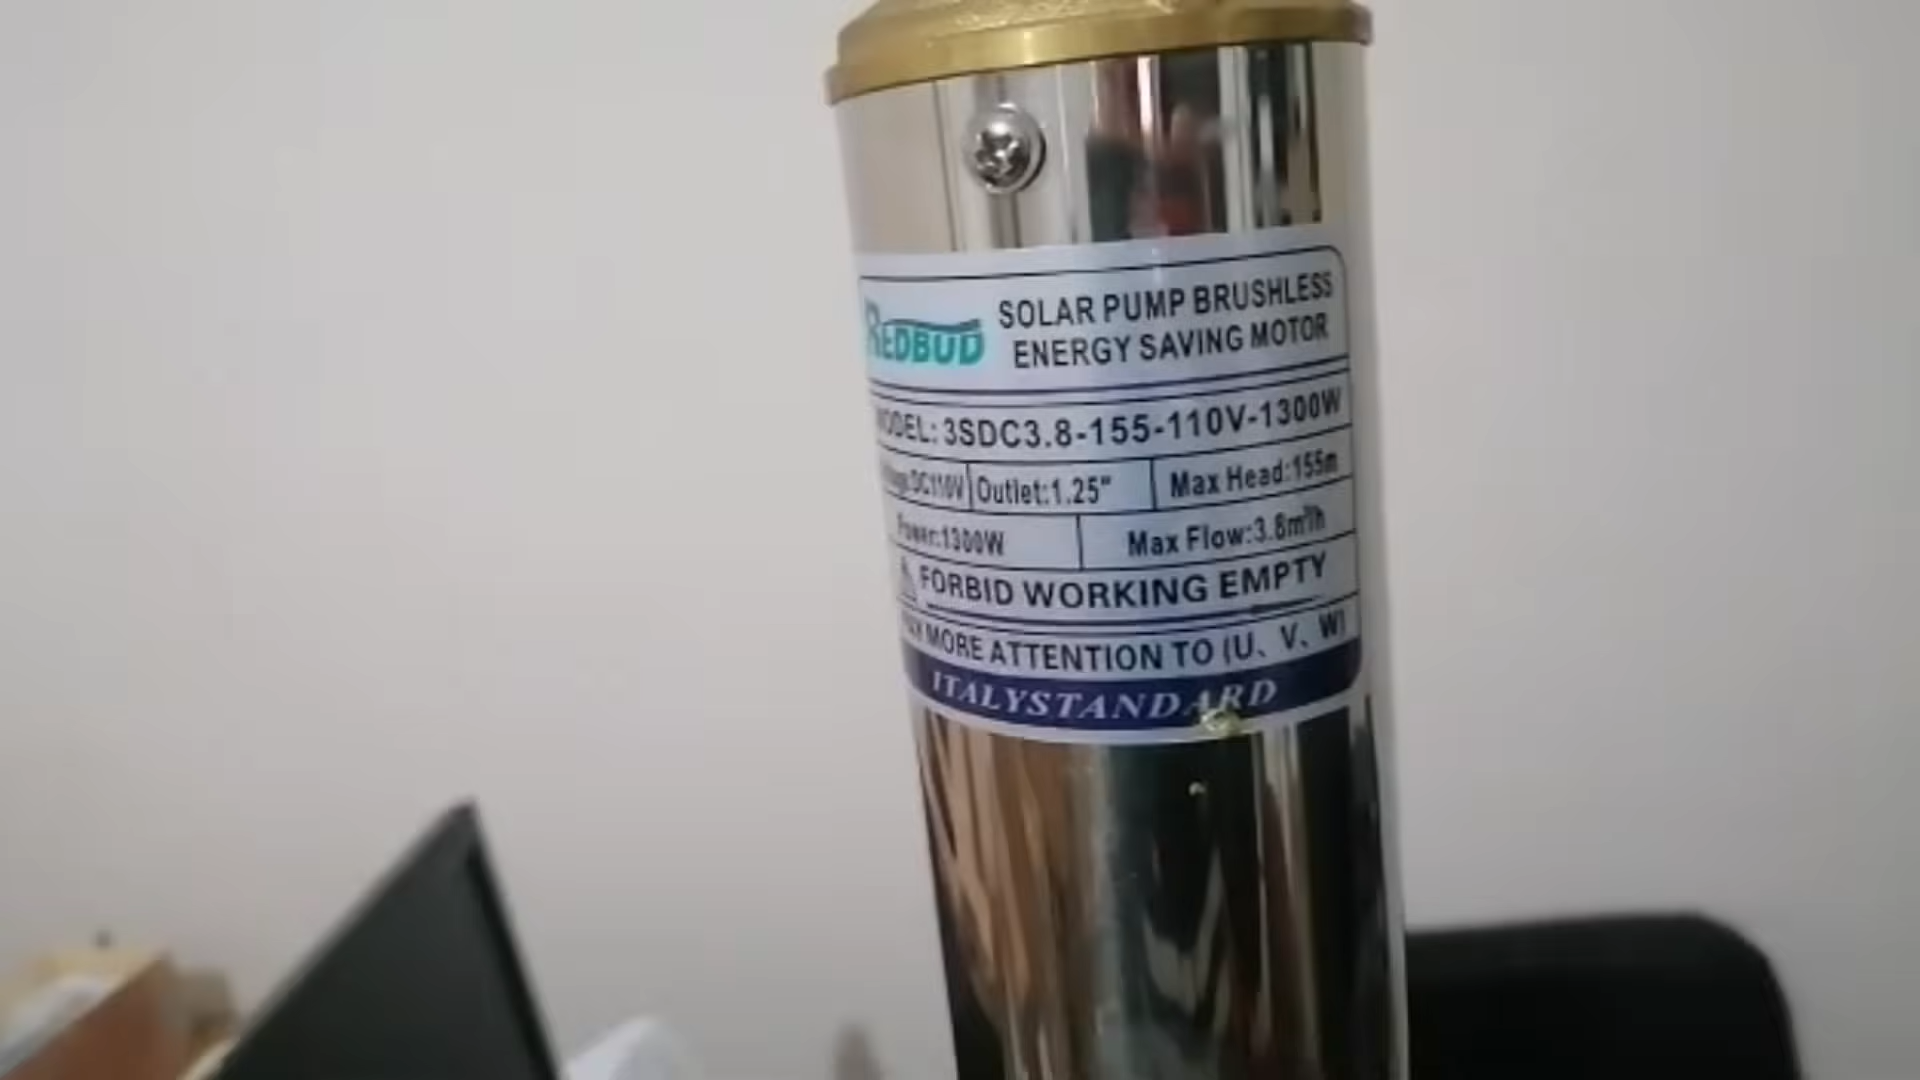 REDBUD
SOLAR PUMP BRUSHLESS
ENERGY SAVING MOTOR
MODEL: 3SDC3.8-155-110V-1300W
DC110V Outlet:1.25" Max Head:155m
Power:1300W Max Flow:3.8m³/h
FORBID WORKING EMPTY
MORE ATTENTION TO (U、V、W)
ITALYSTANDARD